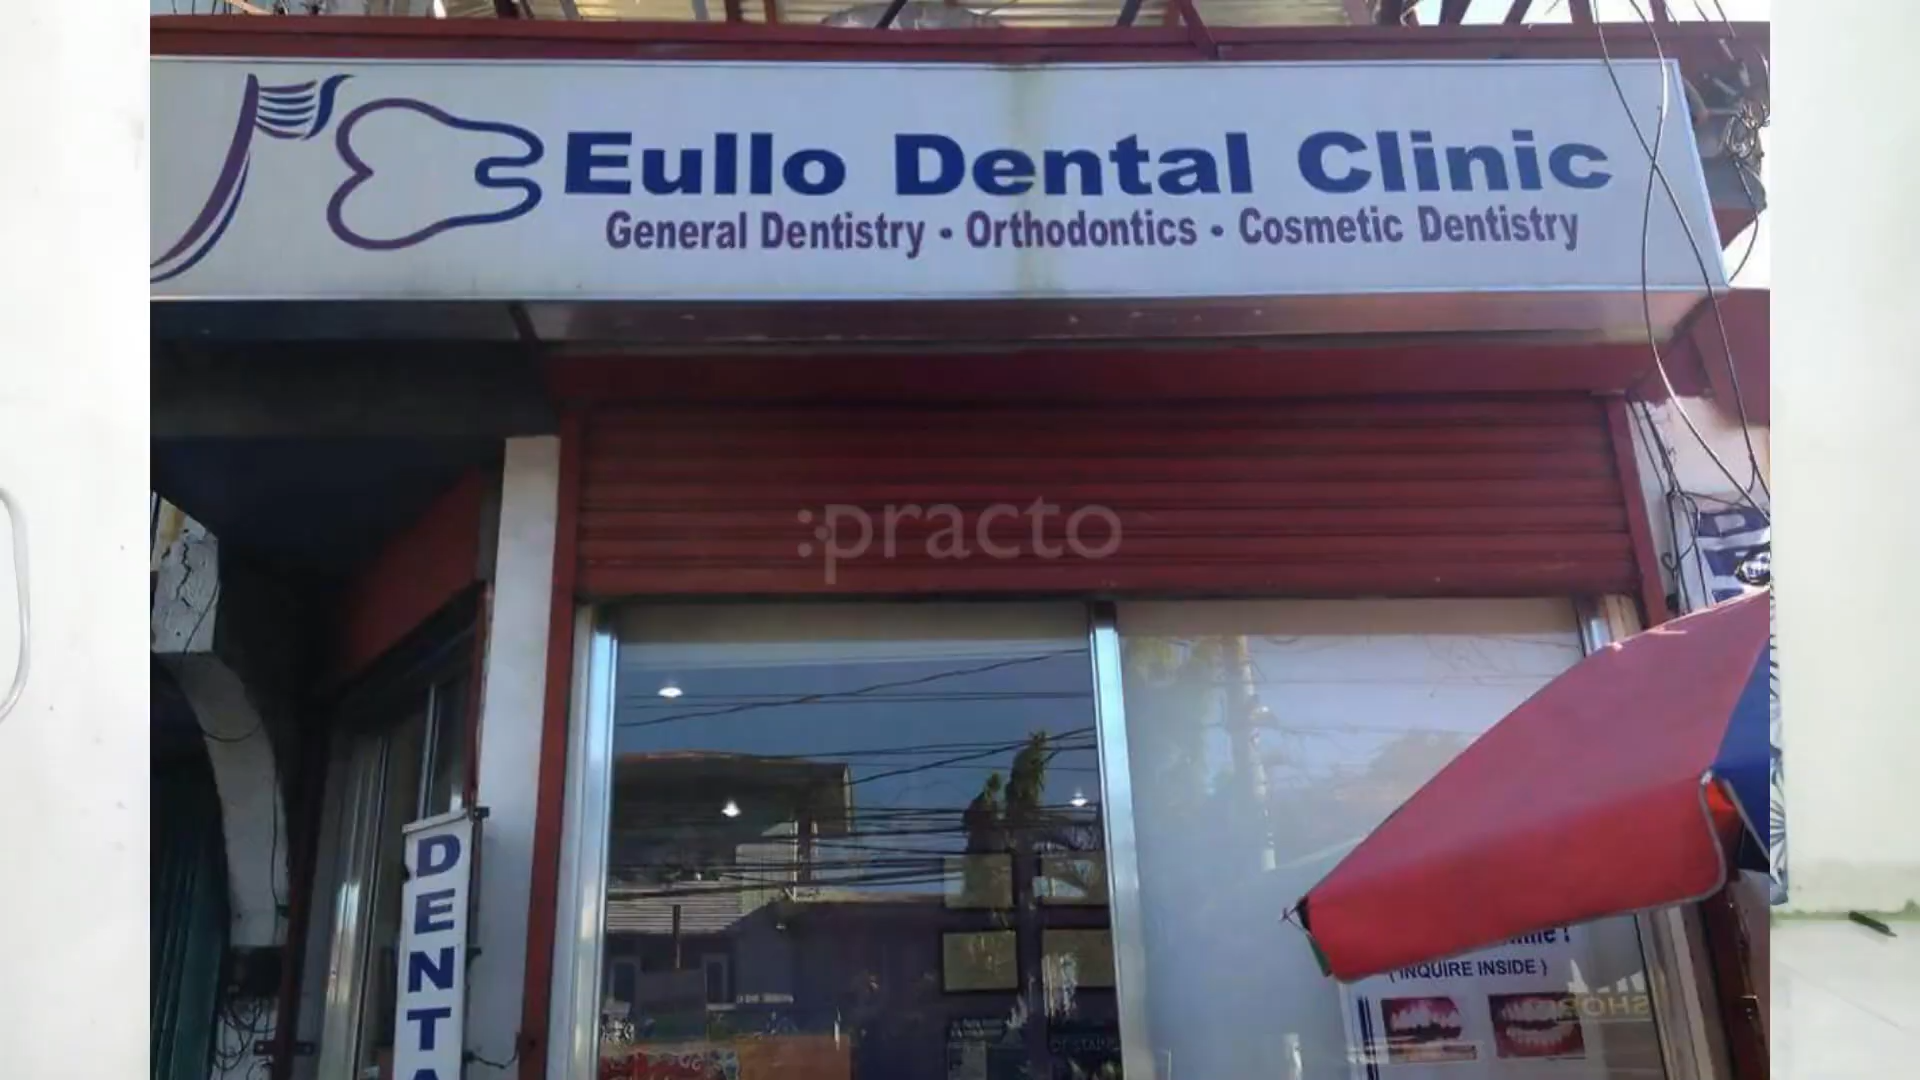 Eullo Dental Clinic
General Dentistry • Orthodontics • Cosmetic Dentistry
:practo
DENTA
( INQUIRE INSIDE )